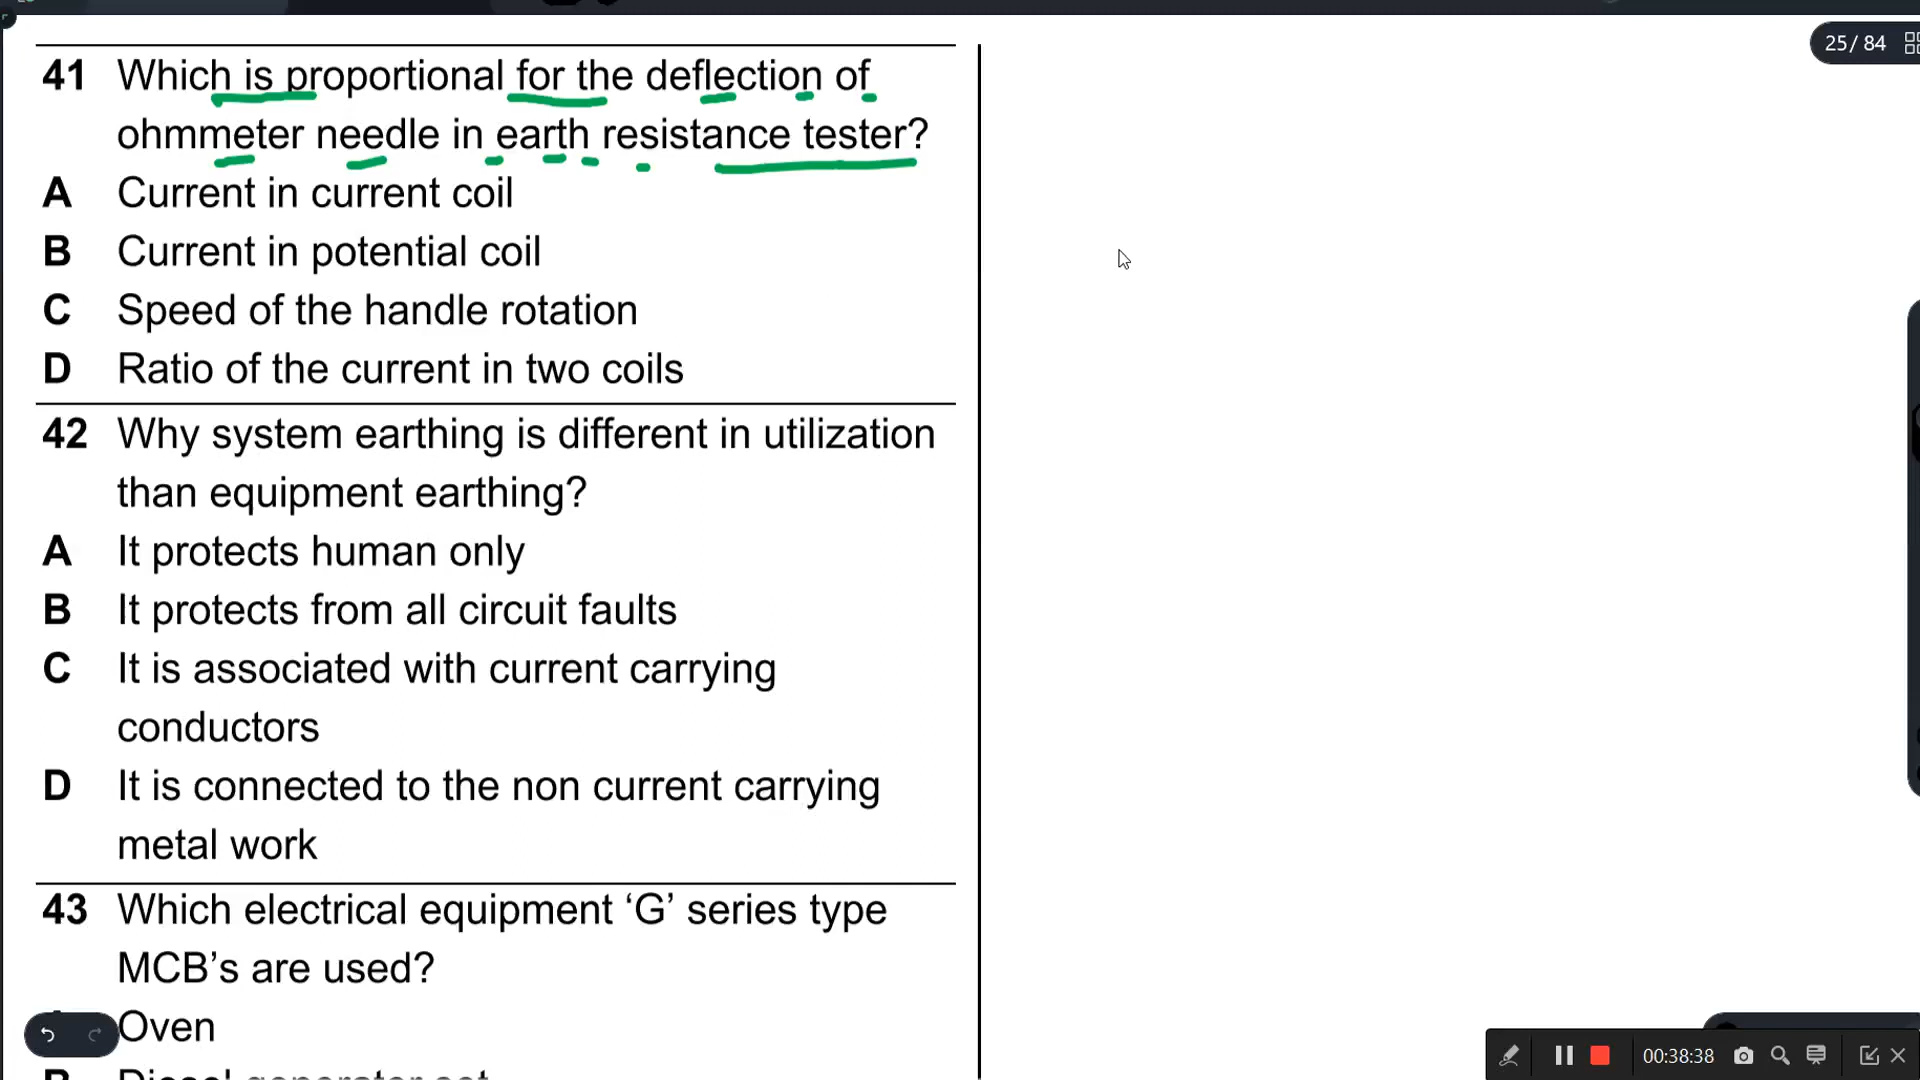 25/ 84
41 Which is proportional for the deflection of
ohmmeter needle in earth resistance tester?
A Current in current coil
B Current in potential coil
C Speed of the handle rotation
D Ratio of the current in two coils
42 Why system earthing is different in utilization
than equipment earthing?
A It protects human only
B It protects from all circuit faults
C It is associated with current carrying
conductors
D It is connected to the non current carrying
metal work
43 Which electrical equipment ‘G’ series type
MCB’s are used?
Oven
B Diesel generator set
00:38:38